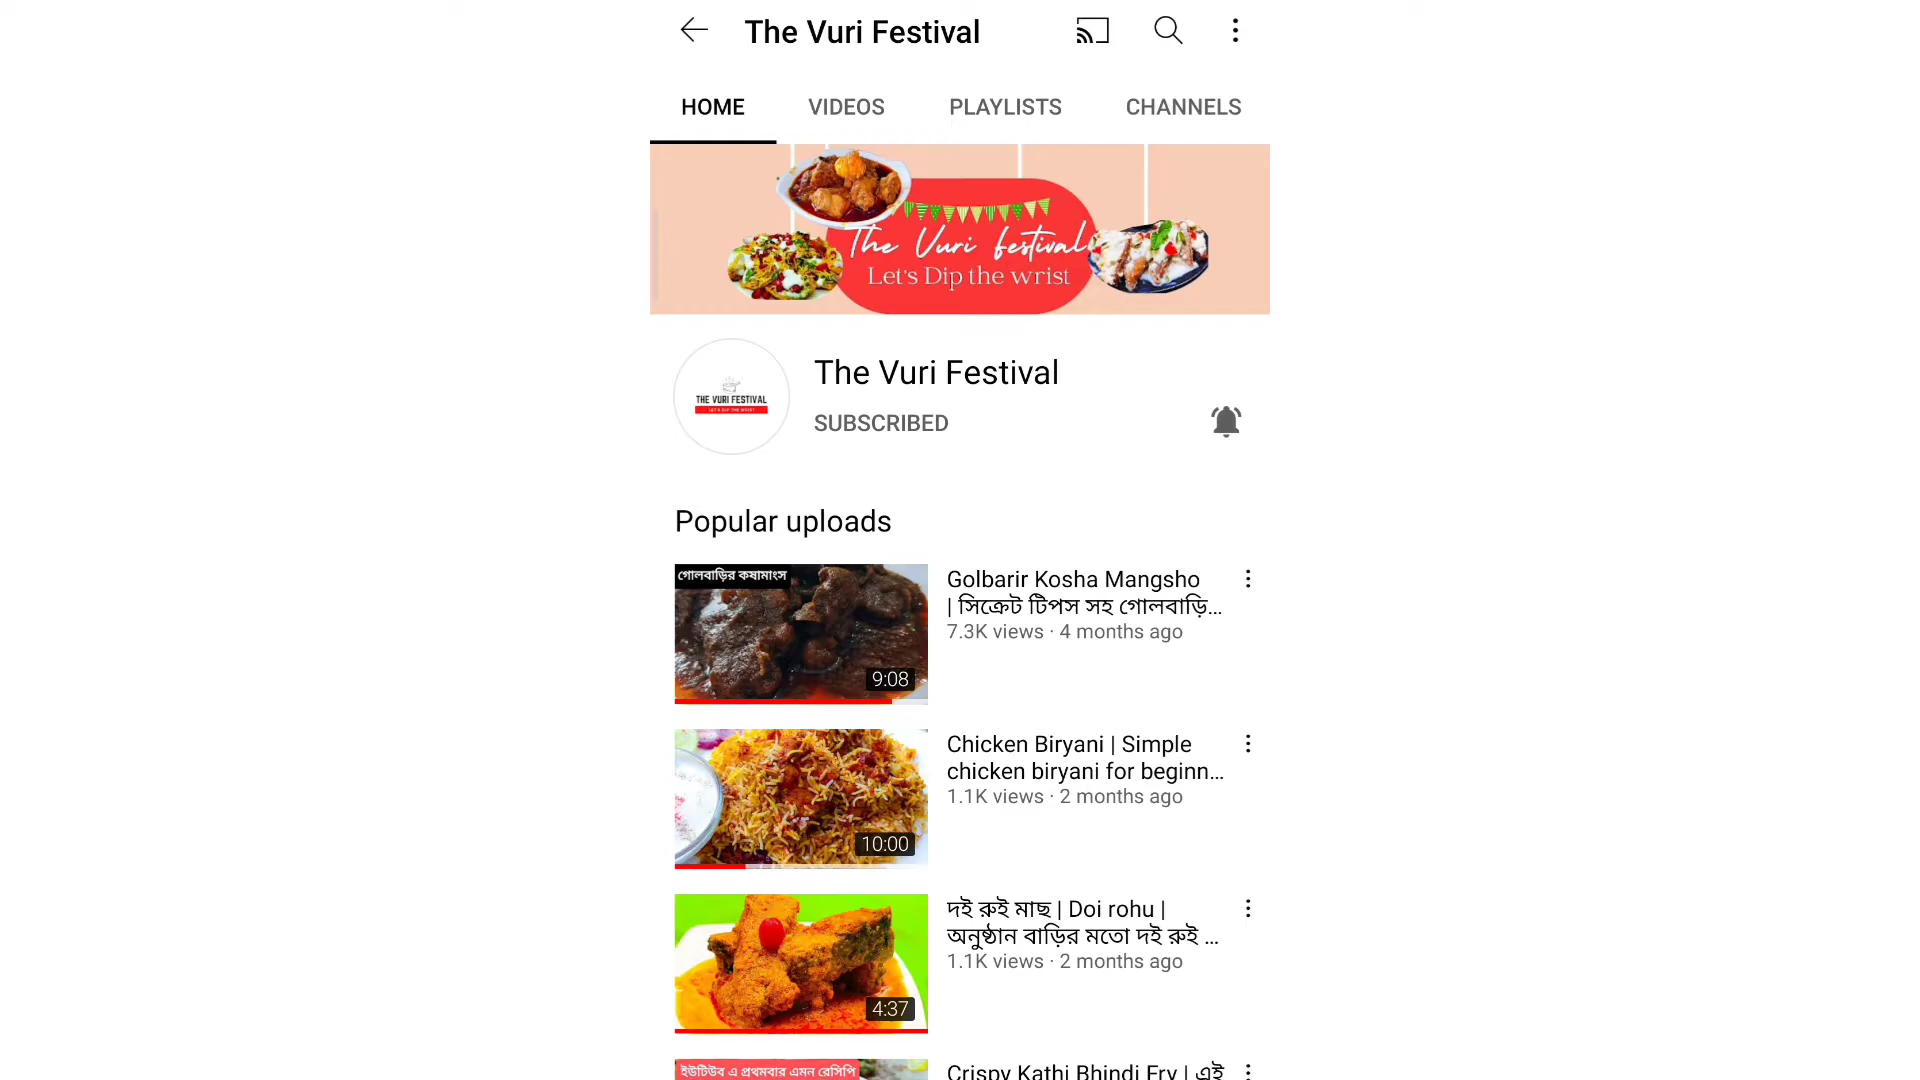 The Vuri Festival
HOME VIDEOS PLAYLISTS CHANNELS
The Vuri festival
Let's Dip the wrist
THE VURI FESTIVAL
LET'S DIP THE WRIST
The Vuri Festival
SUBSCRIBED
Popular uploads
গোলবাড়ির কষামাংস
9:08
Golbarir Kosha Mangsho
| সিক্রেট টিপস সহ গোলবাড়ি...
7.3K views · 4 months ago
10:00
Chicken Biryani | Simple
chicken biryani for beginn...
1.1K views · 2 months ago
4:37
দই রুই মাছ | Doi rohu |
অনুষ্ঠান বাড়ির মতো দই রুই ...
1.1K views · 2 months ago
ইউটিউব এ প্রথমবার এমন রেসিপি
Crispy Kathi Bhindi Fry | এই